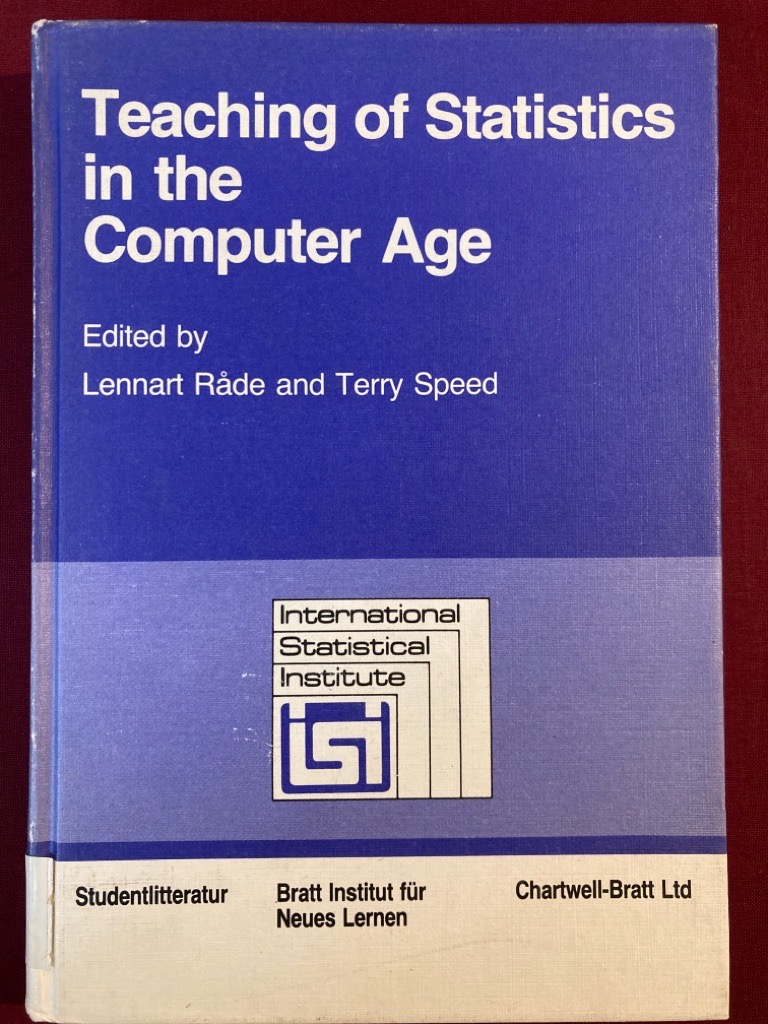 Teaching of Statistics
in the
Computer Age
Edited by
Lennart Råde and Terry Speed
International
Statistical
Institute
isi
Studentlitteratur
Bratt Institut für
Neues Lernen
Chartwell-Bratt Ltd